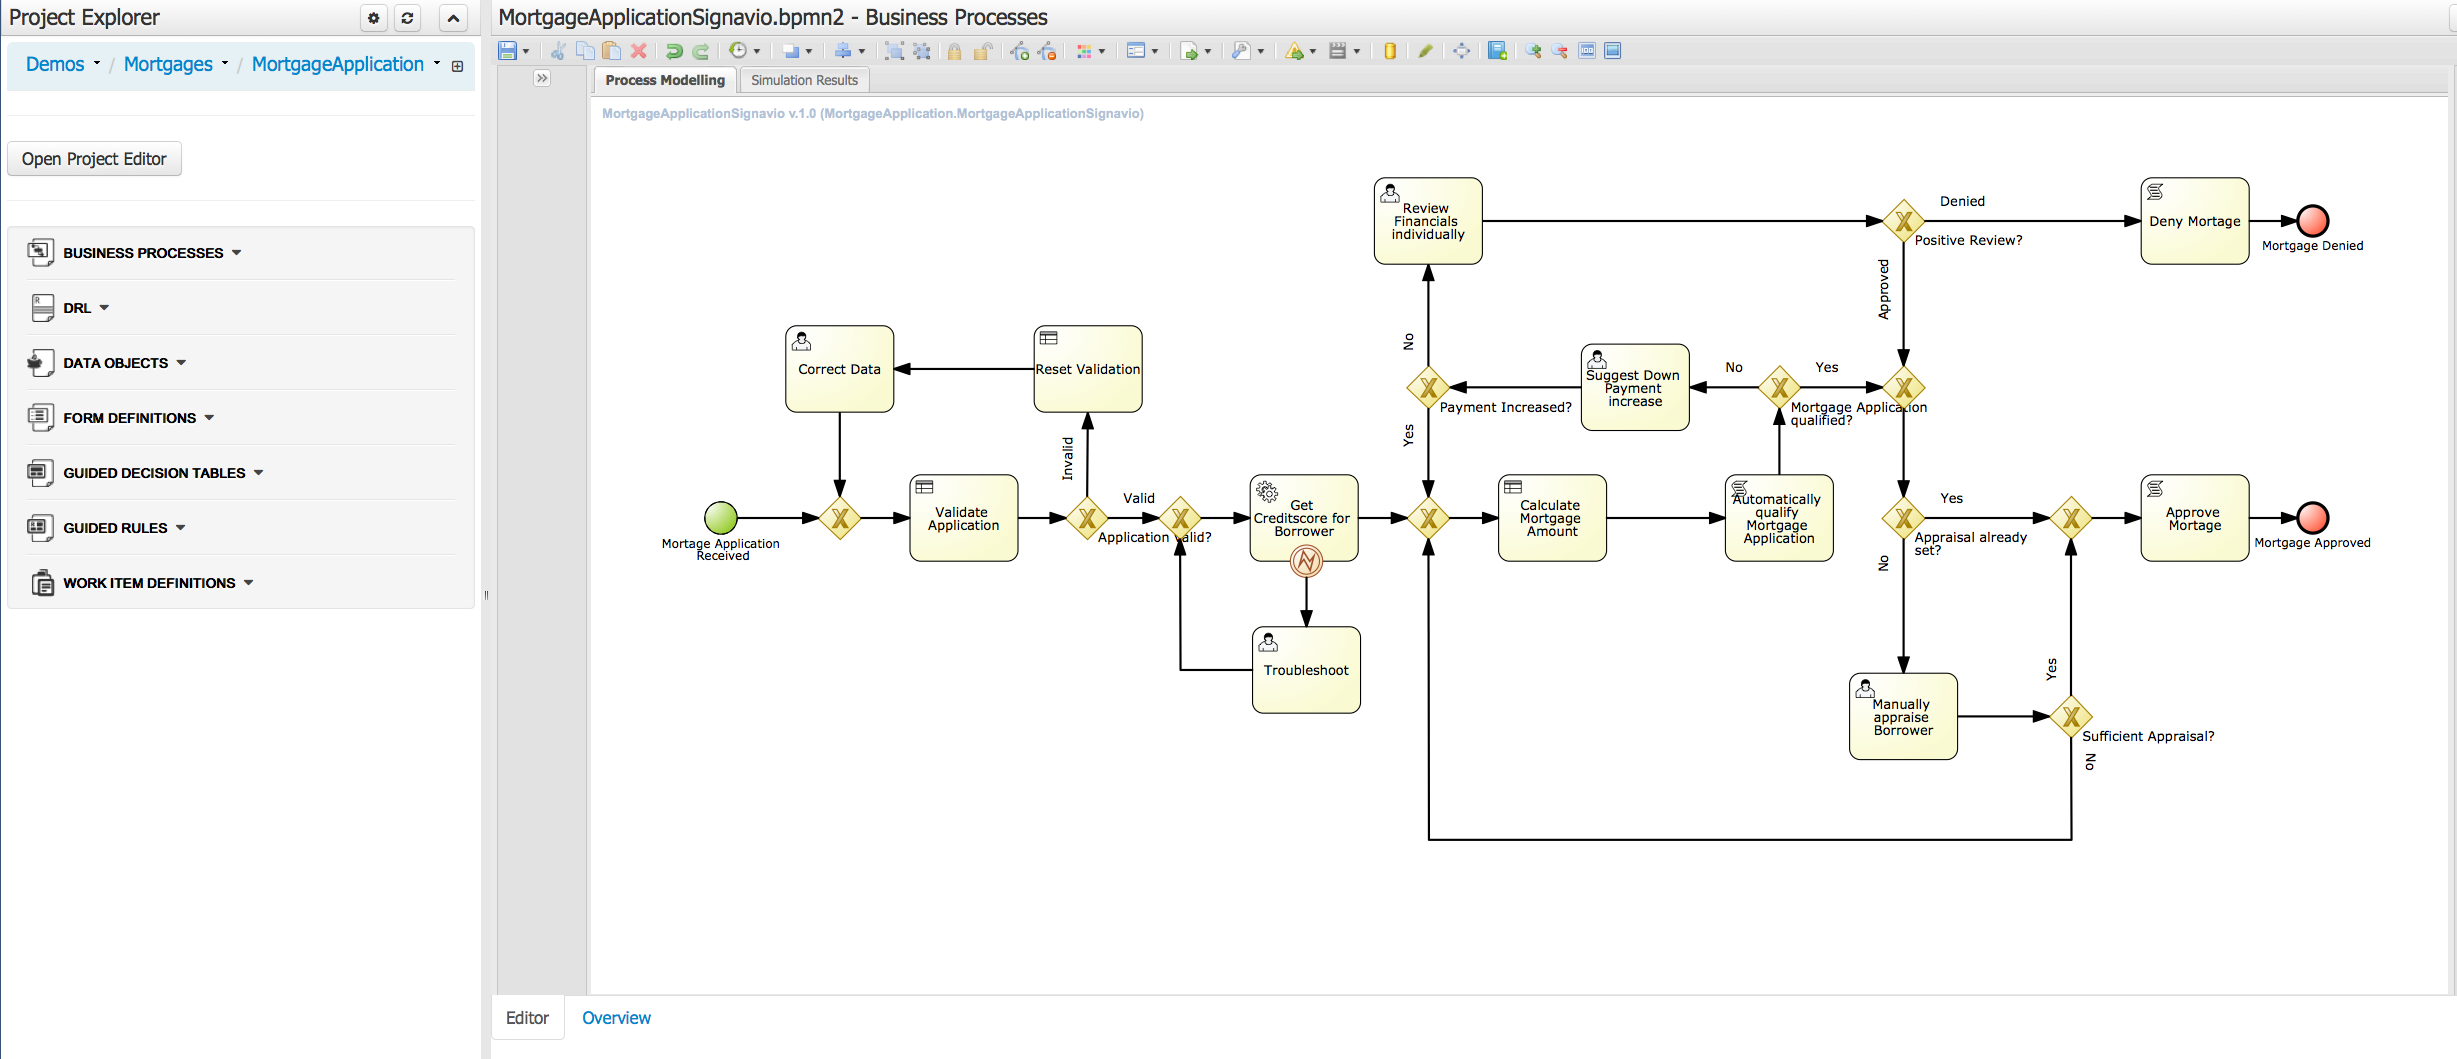 Project Explorer
Demos / Mortgages / MortgageApplication
Open Project Editor
BUSINESS PROCESSES
DRL
DATA OBJECTS
FORM DEFINITIONS
GUIDED DECISION TABLES
GUIDED RULES
WORK ITEM DEFINITIONS
MortgageApplicationSignavio.bpmn2 - Business Processes
Process Modelling
Simulation Results
MortgageApplicationSignavio v.1.0 (MortgageApplication.MortgageApplicationSignavio)
Review
Financials
individually
Denied
Positive Review?
Deny Mortage
Mortgage Denied
Approved
Correct Data
Reset Validation
No
Suggest Down
Payment
increase
No
Yes
Payment Increased?
Mortgage Application
qualified?
Yes
Invalid
Mortage Application
Received
Validate
Application
Valid
Application Valid?
Get
Creditscore for
Borrower
Calculate
Mortgage
Amount
Automatically
qualify
Mortgage
Application
Yes
Appraisal already
set?
No
Approve
Mortage
Mortgage Approved
Troubleshoot
Manually
appraise
Borrower
Yes
Sufficient Appraisal?
No
Editor
Overview